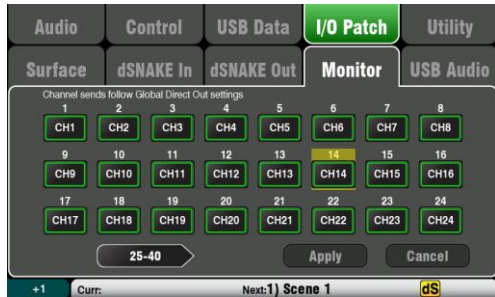 Audio Control USB Data I/O Patch Utility
Surface dSNAKE In dSNAKE Out Monitor USB Audio
Channel sends follow Global Direct Out settings
1 2 3 4 5 6 7 8
CH1 CH2 CH3 CH4 CH5 CH6 CH7 CH8
9 10 11 12 13 14 15 16
CH9 CH10 CH11 CH12 CH13 CH14 CH15 CH16
17 18 19 20 21 22 23 24
CH17 CH18 CH19 CH20 CH21 CH22 CH23 CH24
25-40 Apply Cancel
+1 Curr: Next:1) Scene 1 dS